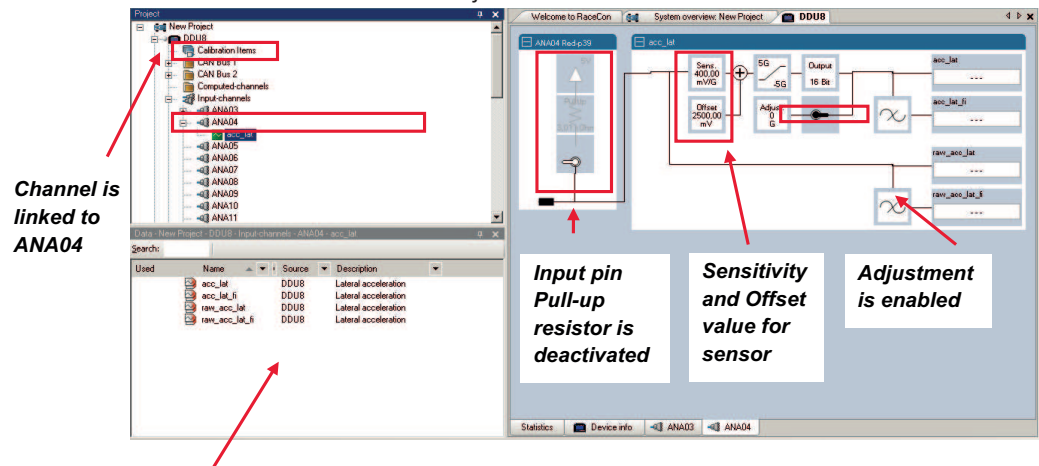 Project
New Project
DDU8
Calibration Items
CAN Bus 1
CAN Bus 2
Computed-channels
Input-channels
ANA03
ANA04
acc_lat
ANA05
ANA06
ANA07
ANA08
ANA09
ANA10
ANA11
Channel is
linked to
ANA04
Data - New Project - DDU8 - Input-channels - ANA04 - acc_lat
Search:
Used Name Source Description
acc_lat DDU8 Lateral acceleration
acc_lat_fi DDU8 Lateral acceleration
raw_acc_lat DDU8 Lateral acceleration
raw_acc_lat_fi DDU8 Lateral acceleration
Welcome to RaceCon System overview: New Project DDU8
ANA04 Red-p39
5V
acc_lat
Sens.
400,00
mV/G
Offset
2500,00
mV
5G
-5G
Output
16 Bit
Adjus
0
G
acc_lat
---
acc_lat_fi
---
raw_acc_lat
---
raw_acc_lat_fi
---
Input pin
Pull-up
resistor is
deactivated
Sensitivity
and Offset
value for
sensor
Adjustment
is enabled
Statistics Device info ANA03 ANA04